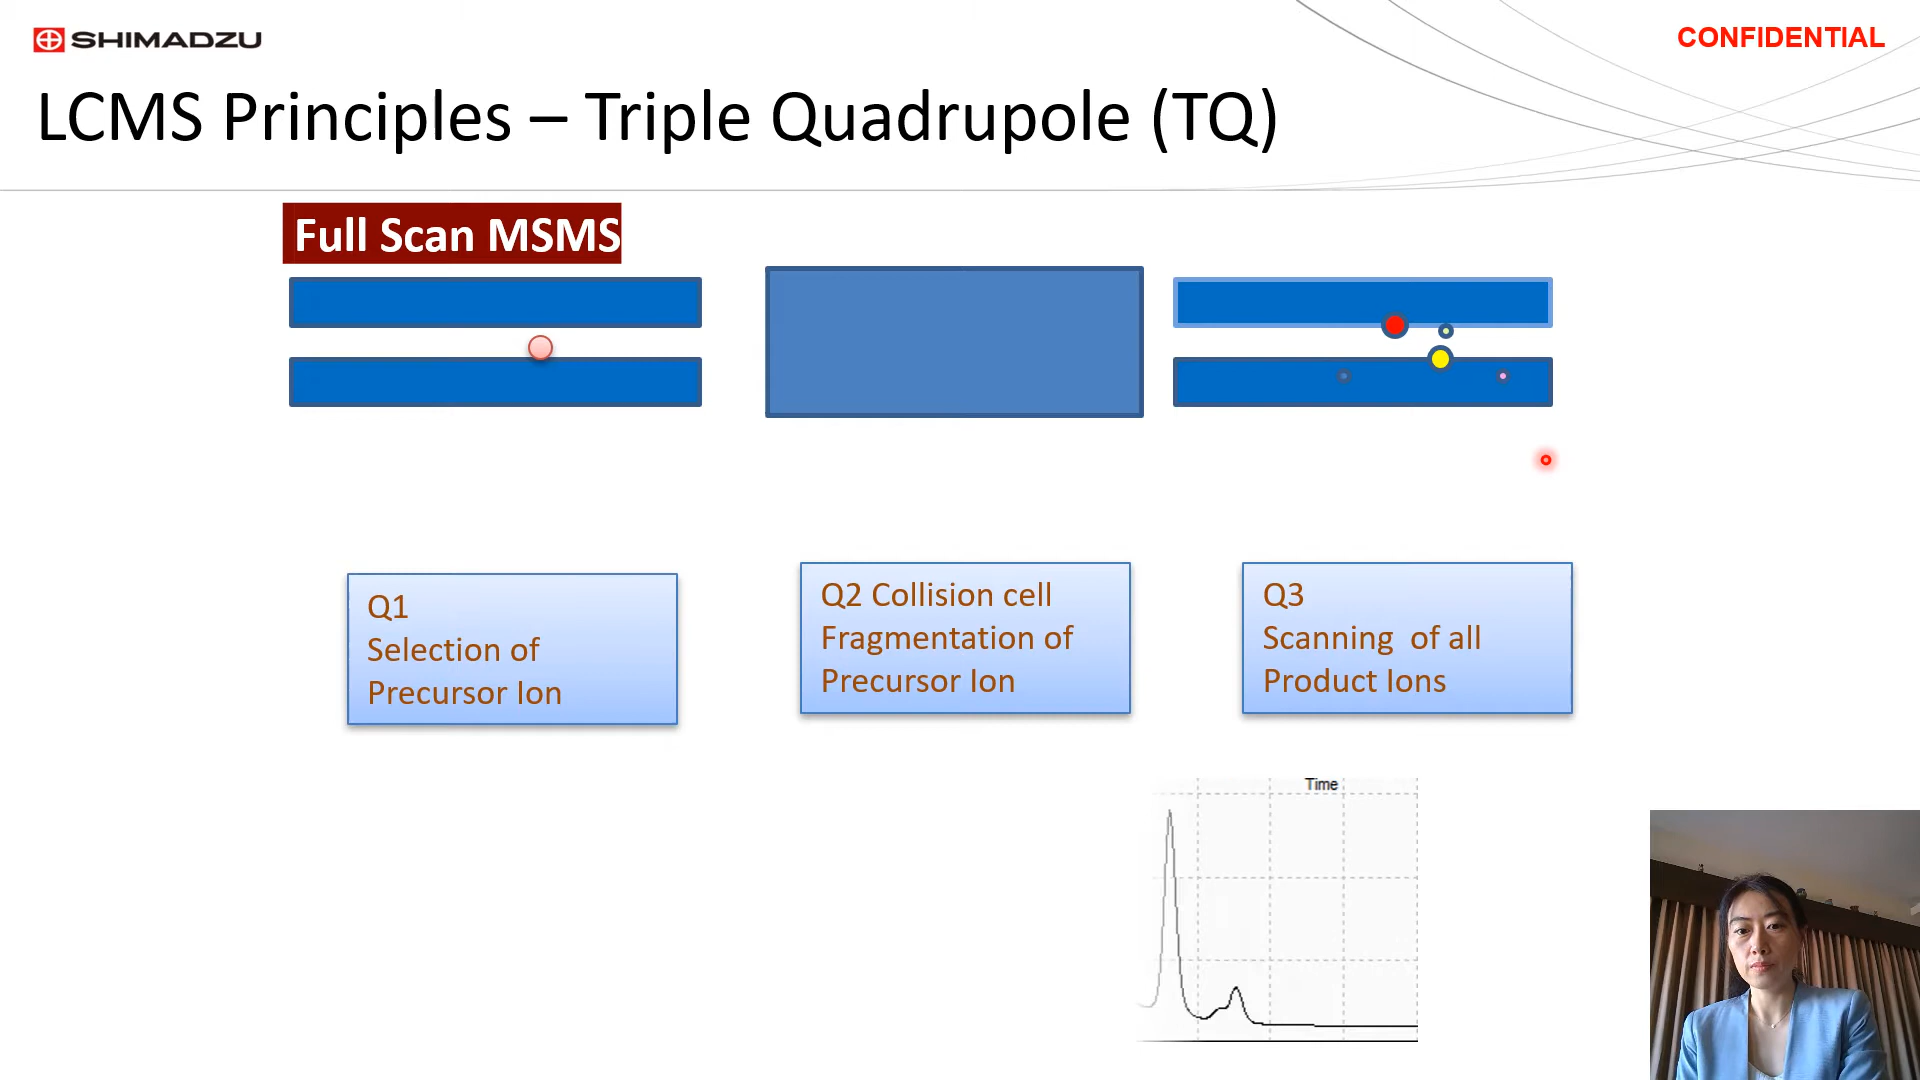 SHIMADZU
CONFIDENTIAL
LCMS Principles – Triple Quadrupole (TQ)
Full Scan MSMS
Q1
Selection of
Precursor Ion
Q2 Collision cell
Fragmentation of
Precursor Ion
Q3
Scanning  of all
Product Ions
Time